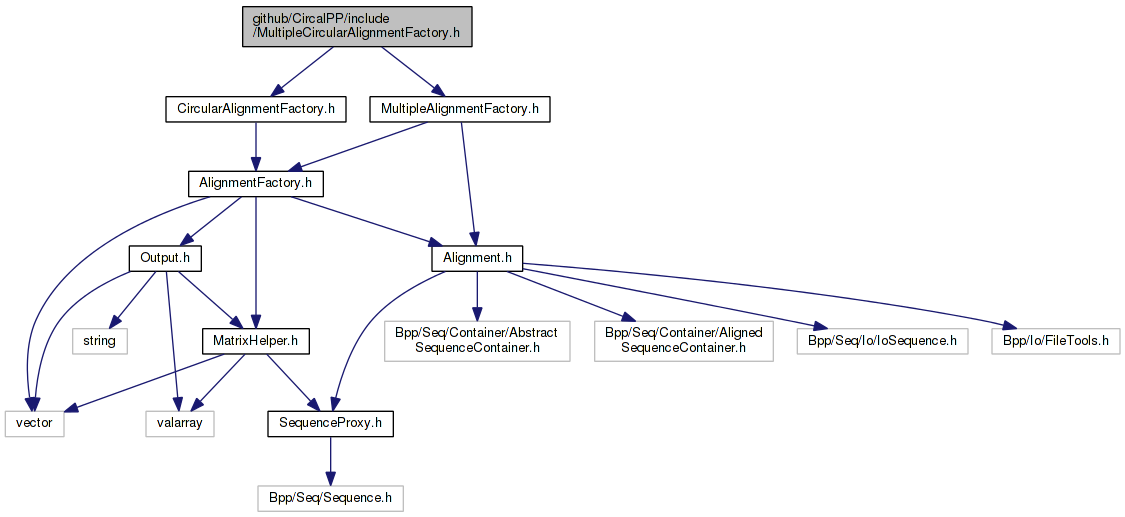 github/CircalPP/include
/MultipleCircularAlignmentFactory.h
CircularAlignmentFactory.h
MultipleAlignmentFactory.h
AlignmentFactory.h
Output.h
Alignment.h
string
MatrixHelper.h
Bpp/Seq/Container/Abstract
SequenceContainer.h
Bpp/Seq/Container/Aligned
SequenceContainer.h
Bpp/Seq/Io/IoSequence.h
Bpp/Io/FileTools.h
vector
valarray
SequenceProxy.h
Bpp/Seq/Sequence.h